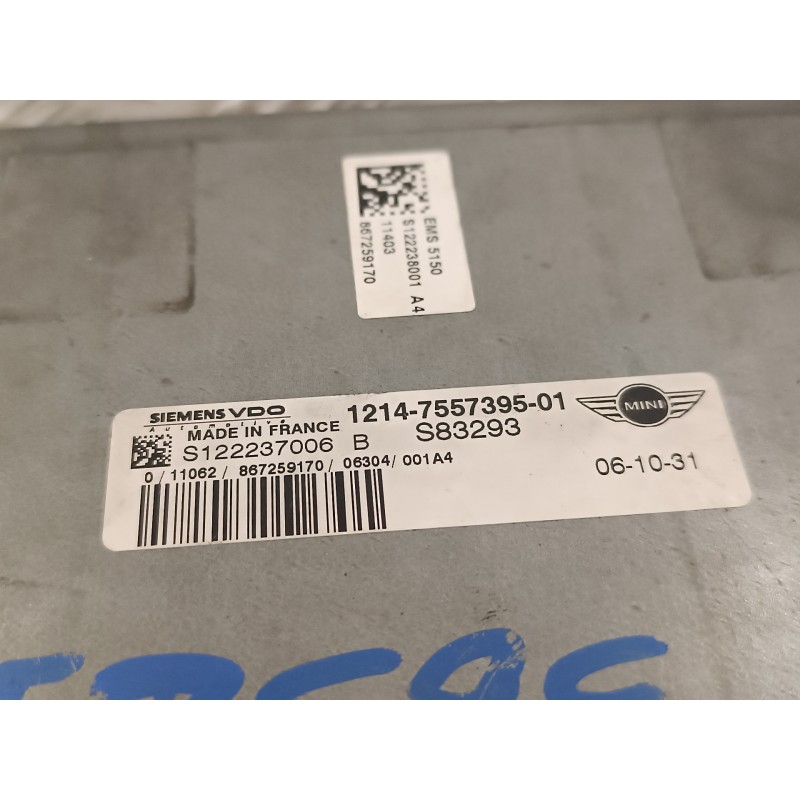 EMS 5150
S122238001 A4
11403
867259170
SIEMENS VDO
Automotive
MADE IN FRANCE
1214-7557395-01
MINI
S122237006 B
S83293
0/11062/867259170/06304/001A4
06-10-31